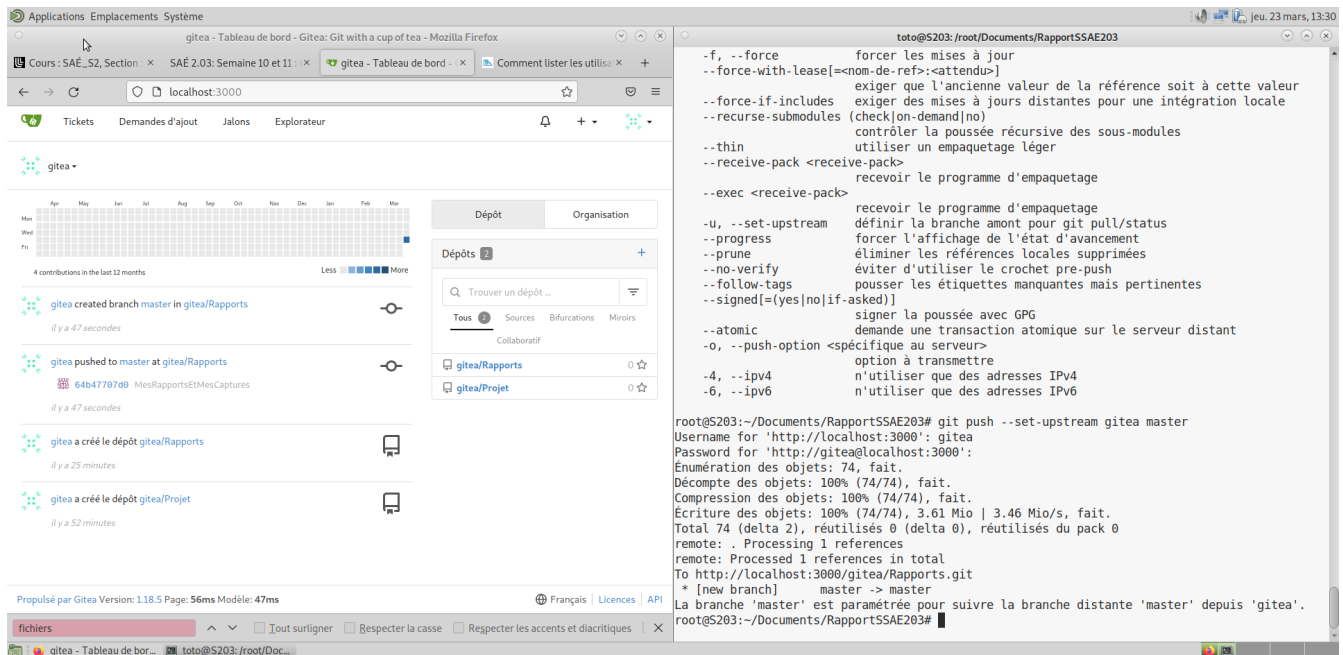 Applications Emplacements Système
jeu. 23 mars, 13:30
gitea - Tableau de bord - Gitea: Git with a cup of tea - Mozilla Firefox
Cours : SAÉ_S2, Section :
SAÉ 2.03: Semaine 10 et 11 :
gitea - Tableau de bord -
Comment lister les utilisa
localhost:3000
Tickets Demandes d'ajout Jalons Explorateur
gitea
Apr May Jun Jul Aug Sep Oct Nov Dec Jan Feb Mar
Mon
Wed
Fri
4 contributions in the last 12 months
Less More
gitea created branch master in gitea/Rapports
il y a 47 secondes
gitea pushed to master at gitea/Rapports
64b47707d0 MesRapportsEtMesCaptures
il y a 47 secondes
gitea a créé le dépôt gitea/Rapports
il y a 25 minutes
gitea a créé le dépôt gitea/Projet
il y a 52 minutes
Dépôt Organisation
Dépôts 2
Trouver un dépôt ...
Tous 2 Sources Bifurcations Miroirs
Collaboratif
gitea/Rapports 0
gitea/Projet 0
Propulsé par Gitea Version: 1.18.5 Page: 56ms Modèle: 47ms
Français Licences API
fichiers
Tout surligner Respecter la casse Respecter les accents et diacritiques
toto@S203: /root/Documents/RapportSSAE203
-f, --force forcer les mises à jour
--force-with-lease[=<nom-de-ref>:<attendu>]
exiger que l'ancienne valeur de la référence soit à cette valeur
--force-if-includes exiger des mises à jours distantes pour une intégration locale
--recurse-submodules (check|on-demand|no)
contrôler la poussée récursive des sous-modules
--thin utiliser un empaquetage léger
--receive-pack <receive-pack>
recevoir le programme d'empaquetage
--exec <receive-pack>
recevoir le programme d'empaquetage
-u, --set-upstream définir la branche amont pour git pull/status
--progress forcer l'affichage de l'état d'avancement
--prune éliminer les références locales supprimées
--no-verify éviter d'utiliser le crochet pre-push
--follow-tags pousser les étiquettes manquantes mais pertinentes
--signed[=(yes|no|if-asked)]
signer la poussée avec GPG
--atomic demande une transaction atomique sur le serveur distant
-o, --push-option <spécifique au serveur>
option à transmettre
-4, --ipv4 n'utiliser que des adresses IPv4
-6, --ipv6 n'utiliser que des adresses IPv6
root@S203:~/Documents/RapportSSAE203# git push --set-upstream gitea master
Username for 'http://localhost:3000': gitea
Password for 'http://gitea@localhost:3000':
Énumération des objets: 74, fait.
Décompte des objets: 100% (74/74), fait.
Compression des objets: 100% (74/74), fait.
Écriture des objets: 100% (74/74), 3.61 Mio | 3.46 Mio/s, fait.
Total 74 (delta 2), réutilisés 0 (delta 0), réutilisés du pack 0
remote: . Processing 1 references
remote: Processed 1 references in total
To http://localhost:3000/gitea/Rapports.git
* [new branch] master -> master
La branche 'master' est paramétrée pour suivre la branche distante 'master' depuis 'gitea'.
root@S203:~/Documents/RapportSSAE203#
gitea - Tableau de bor...
toto@S203: /root/Doc...